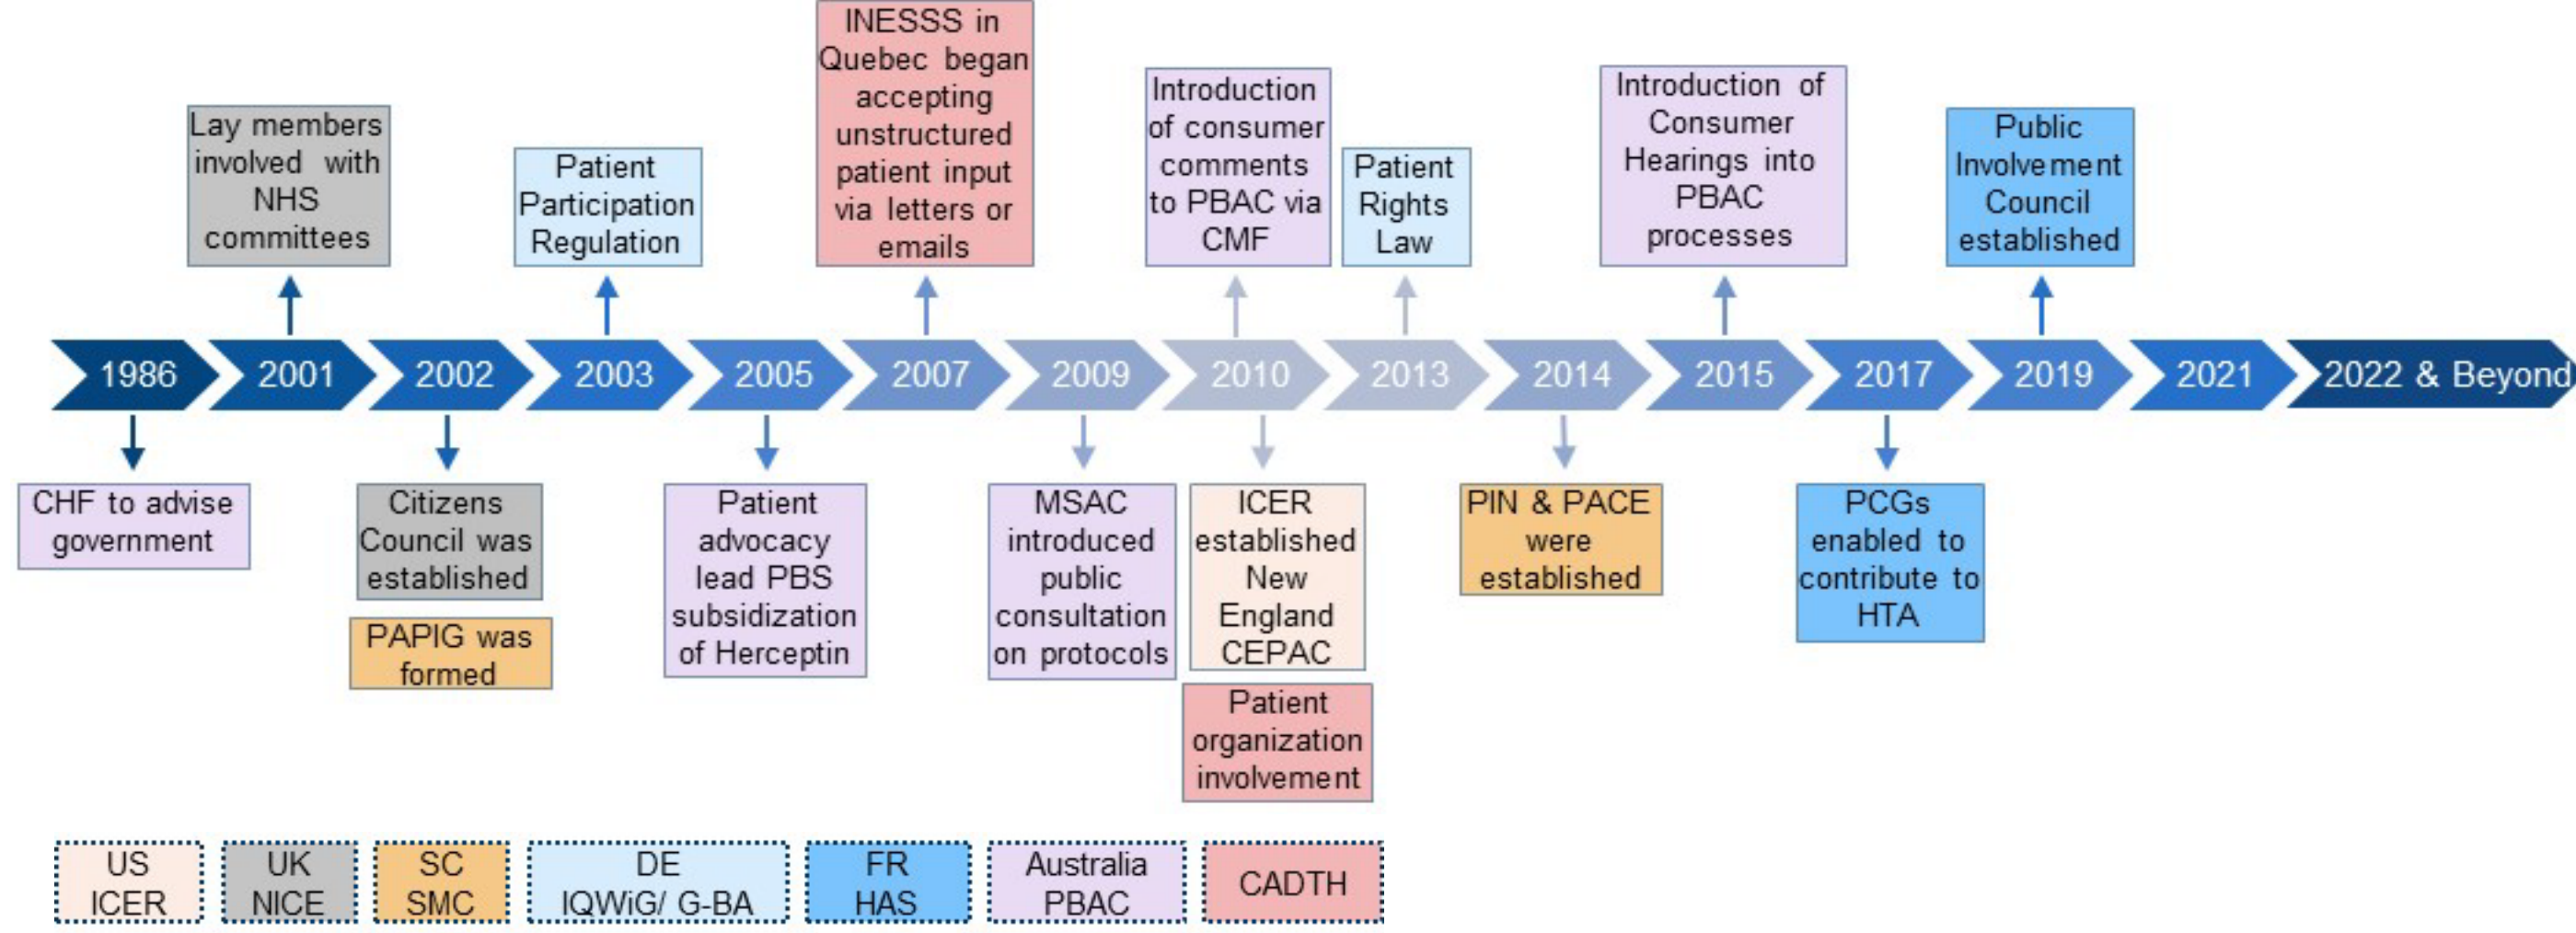 INESSS in
Quebec began
accepting
unstructured
patient input
via letters or
emails
Lay members
involved with
NHS
committees
Patient
Participation
Regulation
Introduction
of consumer
comments
to PBAC via
CMF
Patient
Rights
Law
Introduction of
Consumer
Hearings into
PBAC
processes
Public
Involvement
Council
established
1986
2001
2002
2003
2005
2007
2009
2010
2013
2014
2015
2017
2019
2021
2022 & Beyond
CHF to advise
government
Citizens
Council was
established
PAPIG was
formed
Patient
advocacy
lead PBS
subsidization
of Herceptin
MSAC
introduced
public
consultation
on protocols
ICER
established
New
England
CEPAC
Patient
organization
involvement
PIN & PACE
were
established
PCGs
enabled to
contribute to
HTA
US
ICER
UK
NICE
SC
SMC
DE
IQWiG/ G-BA
FR
HAS
Australia
PBAC
CADTH